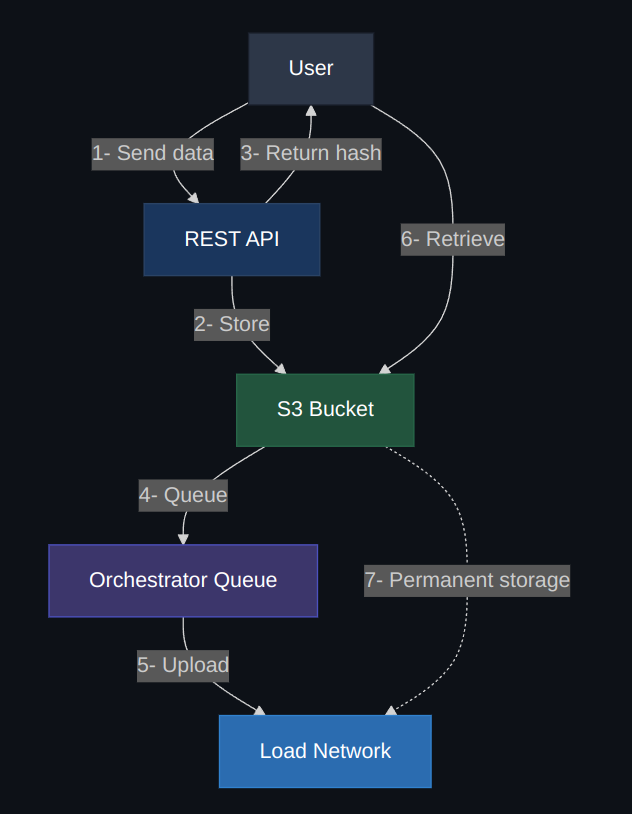 User
1- Send data
3- Return hash
REST API
6- Retrieve
2- Store
S3 Bucket
4- Queue
Orchestrator Queue
7- Permanent storage
5- Upload
Load Network